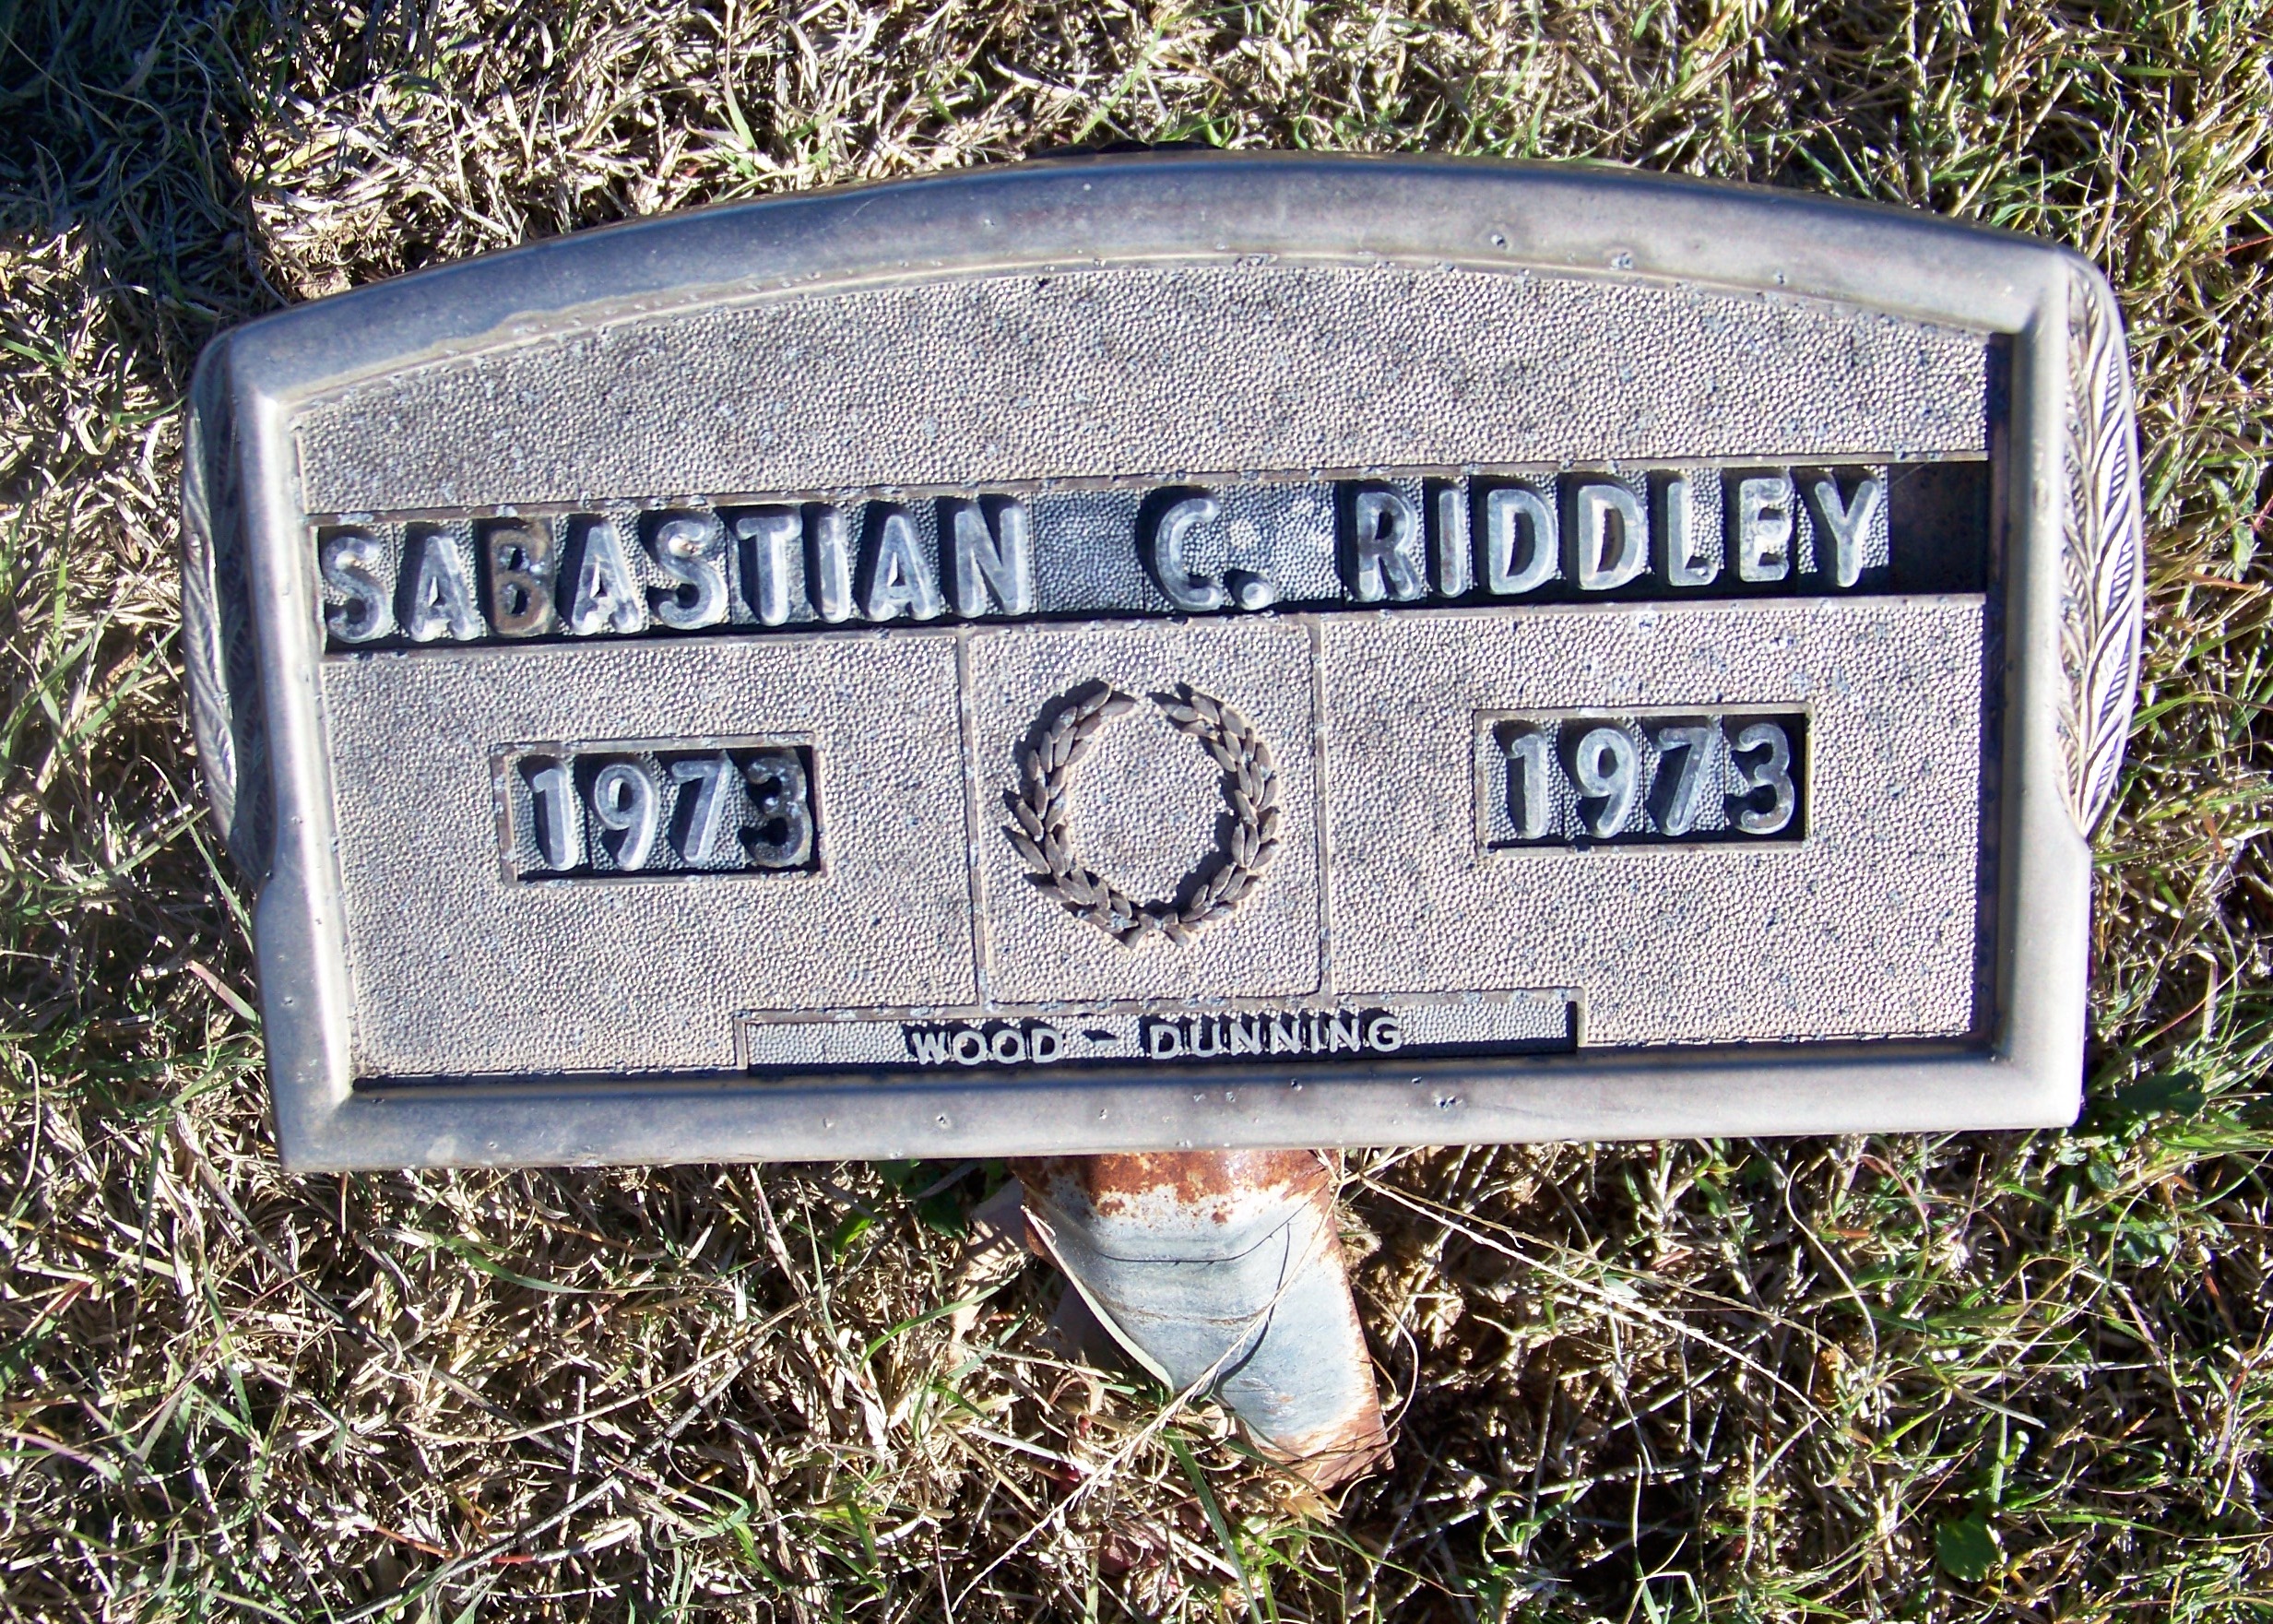 SABASTIAN C. RIDDLEY
1973 1973
WOOD - DUNNING